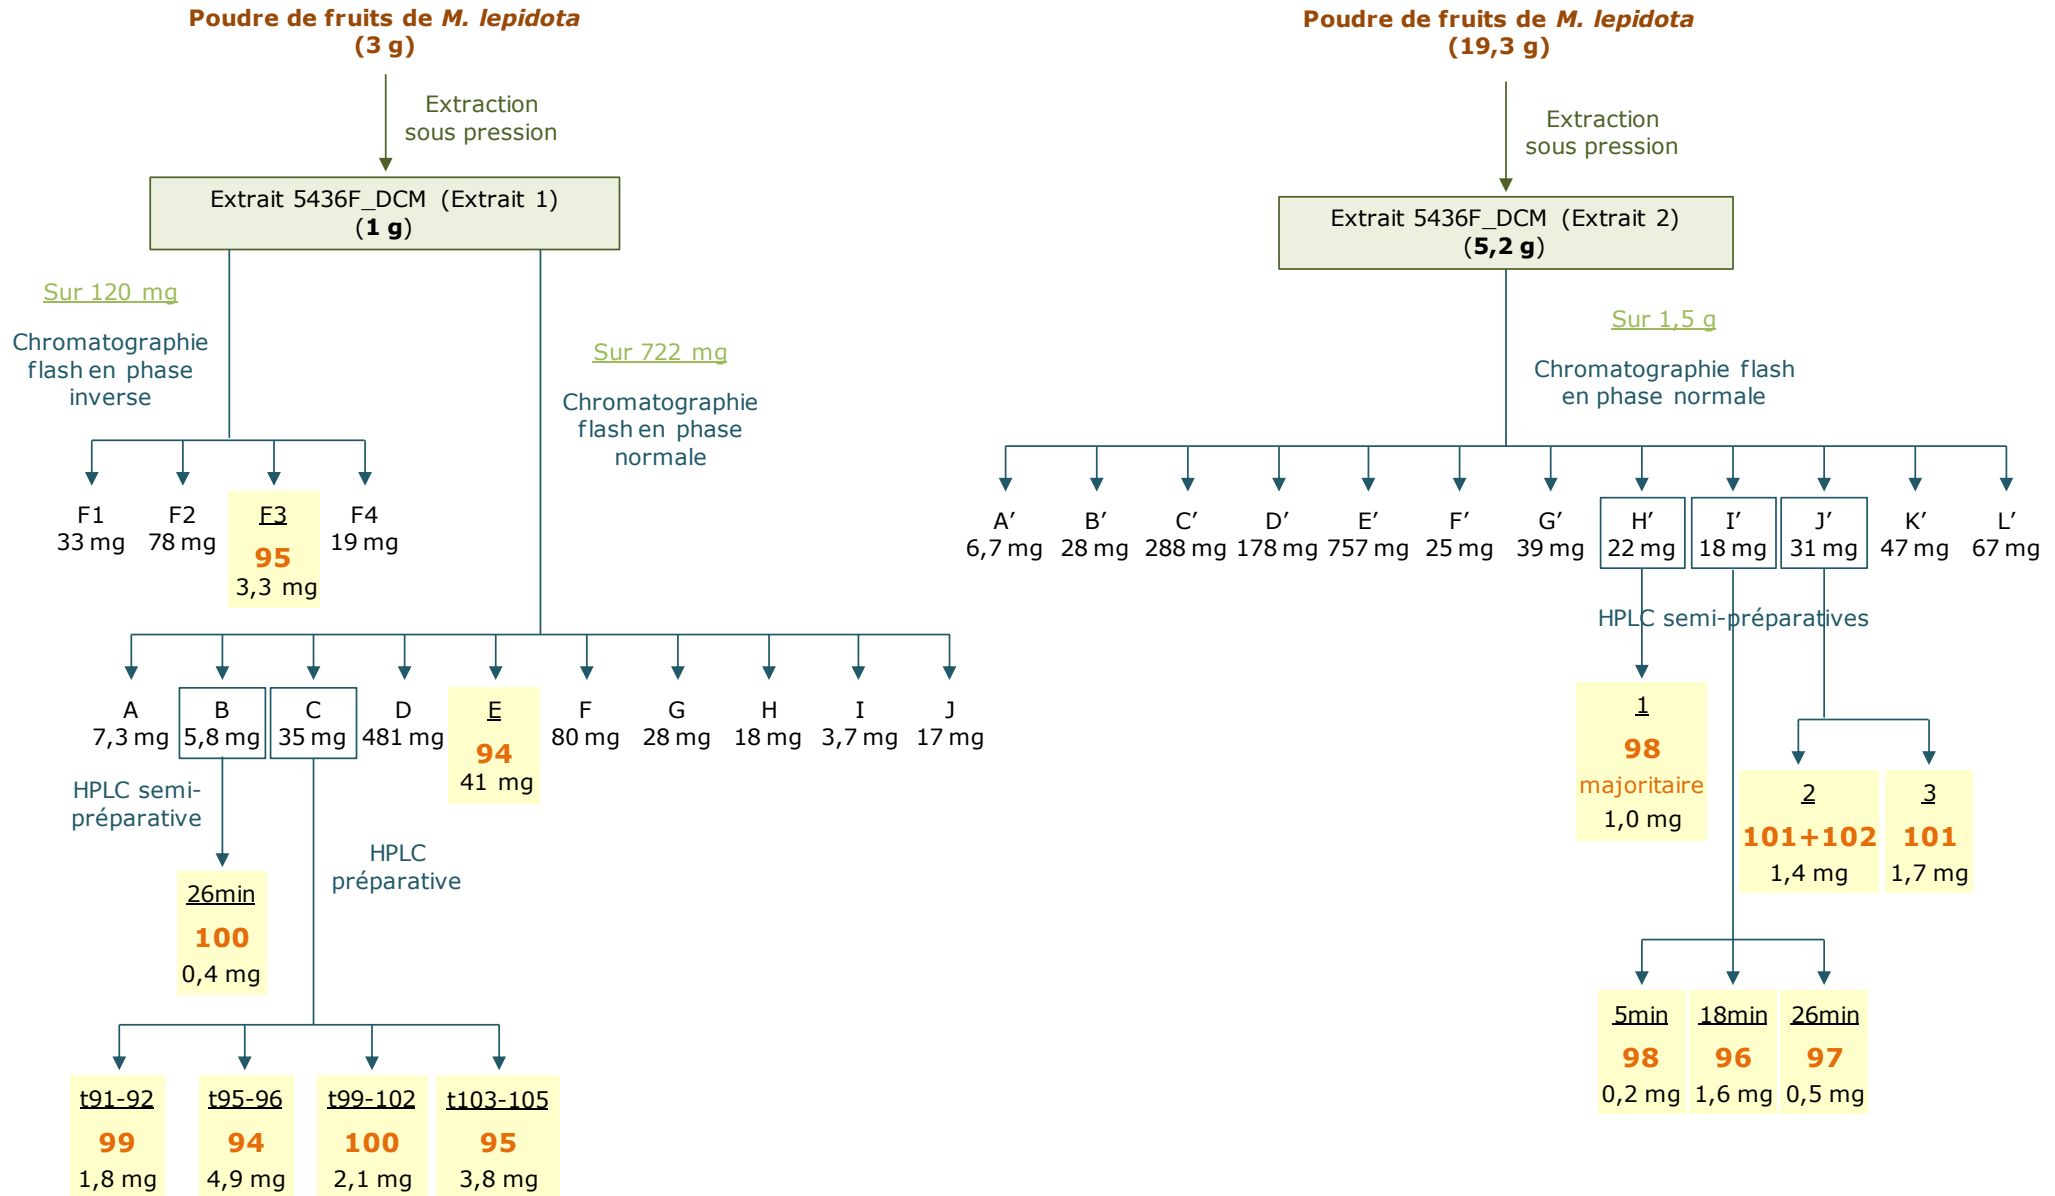 Poudre de fruits de M. lepidota
(3 g)
Extraction
sous pression
Extrait 5436F_DCM (Extrait 1)
(1 g)
Sur 120 mg
Chromatographie
flash en phase
inverse
Sur 722 mg
Chromatographie
flash en phase
normale
F1
33 mg
F2
78 mg
F3
95
3,3 mg
F4
19 mg
A
7,3 mg
B
5,8 mg
C
35 mg
D
481 mg
E
94
41 mg
F
80 mg
G
28 mg
H
18 mg
I
3,7 mg
J
17 mg
HPLC semi-
préparative
26min
100
0,4 mg
HPLC
préparative
t91-92
99
1,8 mg
t95-96
94
4,9 mg
t99-102
100
2,1 mg
t103-105
95
3,8 mg
Poudre de fruits de M. lepidota
(19,3 g)
Extraction
sous pression
Extrait 5436F_DCM (Extrait 2)
(5,2 g)
Sur 1,5 g
Chromatographie flash
en phase normale
A′
6,7 mg
B′
28 mg
C′
288 mg
D′
178 mg
E′
757 mg
F′
25 mg
G′
39 mg
H′
22 mg
I′
18 mg
J′
31 mg
K′
47 mg
L′
67 mg
HPLC semi-préparatives
1
98
majoritaire
1,0 mg
2
101+102
1,4 mg
3
101
1,7 mg
5min
98
0,2 mg
18min
96
1,6 mg
26min
97
0,5 mg